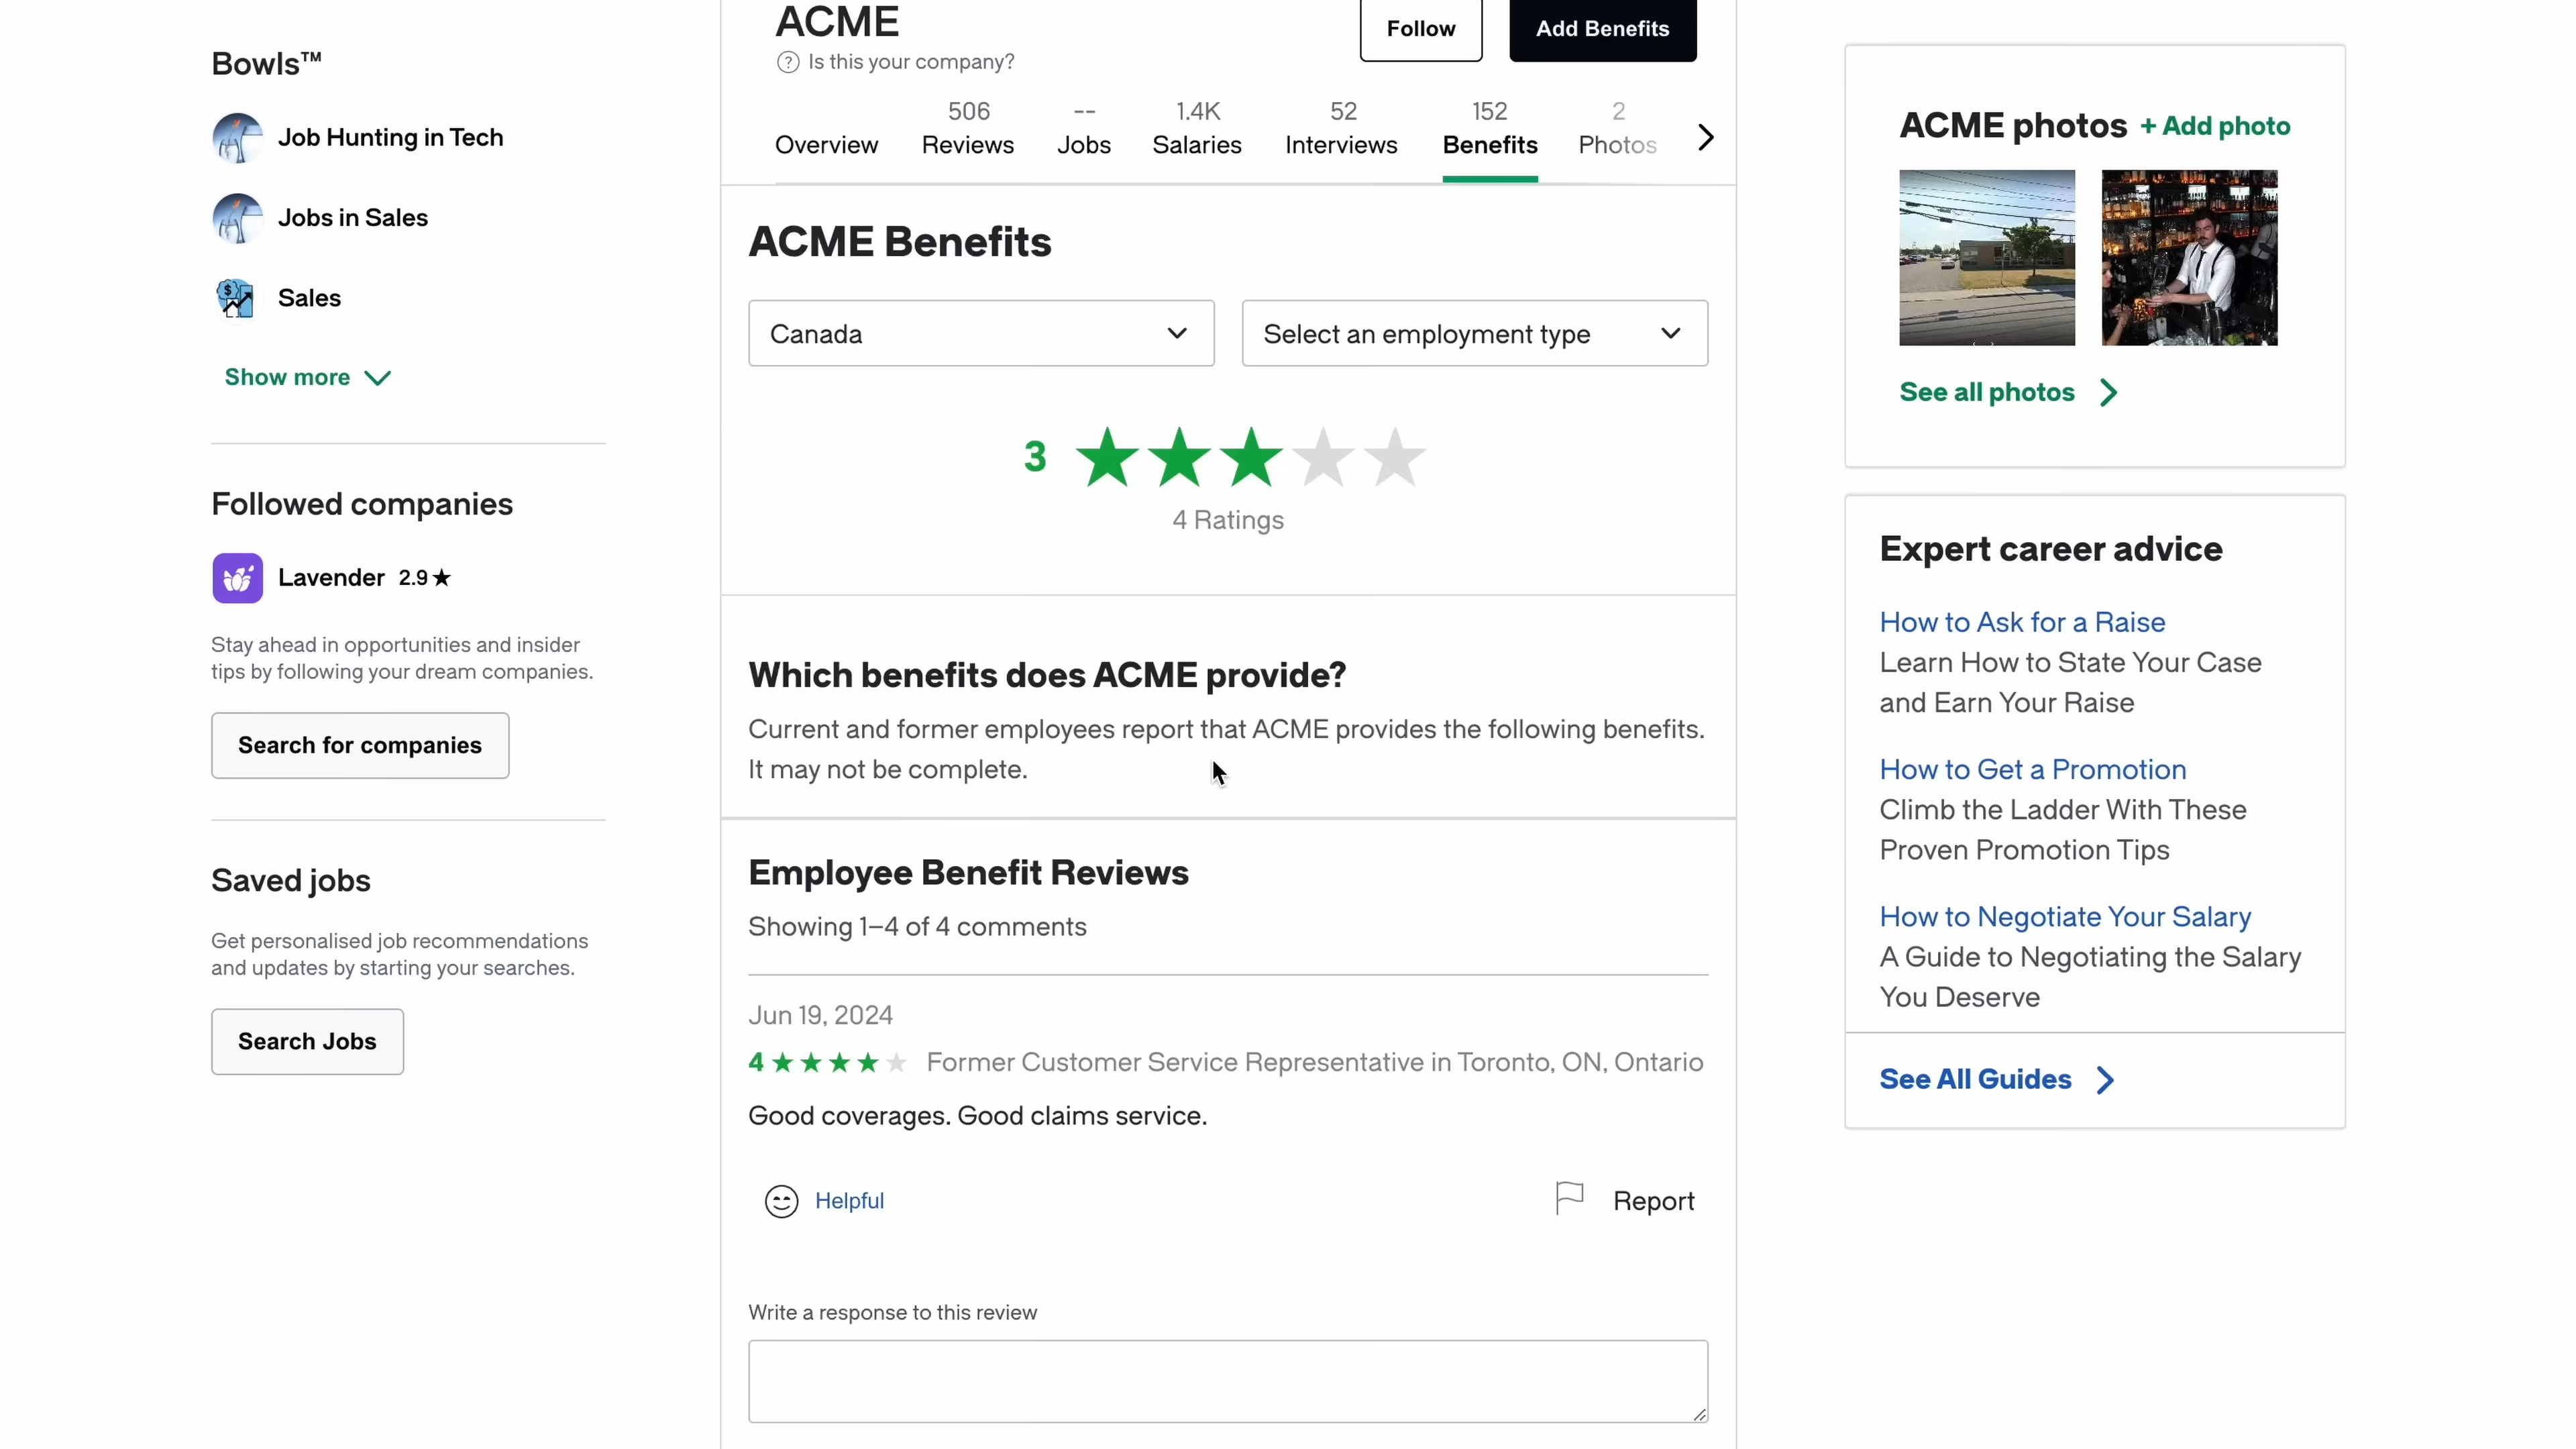 Bowls™
Job Hunting in Tech
Jobs in Sales
Sales
Show more
Followed companies
Lavender 2.9★
Stay ahead in opportunities and insider
tips by following your dream companies.
Search for companies
Saved jobs
Get personalised job recommendations
and updates by starting your searches.
Search Jobs
ACME
Is this your company?
Follow
Add Benefits
Overview
506
Reviews
--
Jobs
1.4K
Salaries
52
Interviews
152
Benefits
2
Photos
ACME Benefits
Canada
Select an employment type
3
4 Ratings
Which benefits does ACME provide?
Current and former employees report that ACME provides the following benefits.
It may not be complete.
Employee Benefit Reviews
Showing 1–4 of 4 comments
Jun 19, 2024
4 ★★★★★ Former Customer Service Representative in Toronto, ON, Ontario
Good coverages. Good claims service.
Helpful
Report
Write a response to this review
ACME photos + Add photo
See all photos
Expert career advice
How to Ask for a Raise
Learn How to State Your Case
and Earn Your Raise
How to Get a Promotion
Climb the Ladder With These
Proven Promotion Tips
How to Negotiate Your Salary
A Guide to Negotiating the Salary
You Deserve
See All Guides